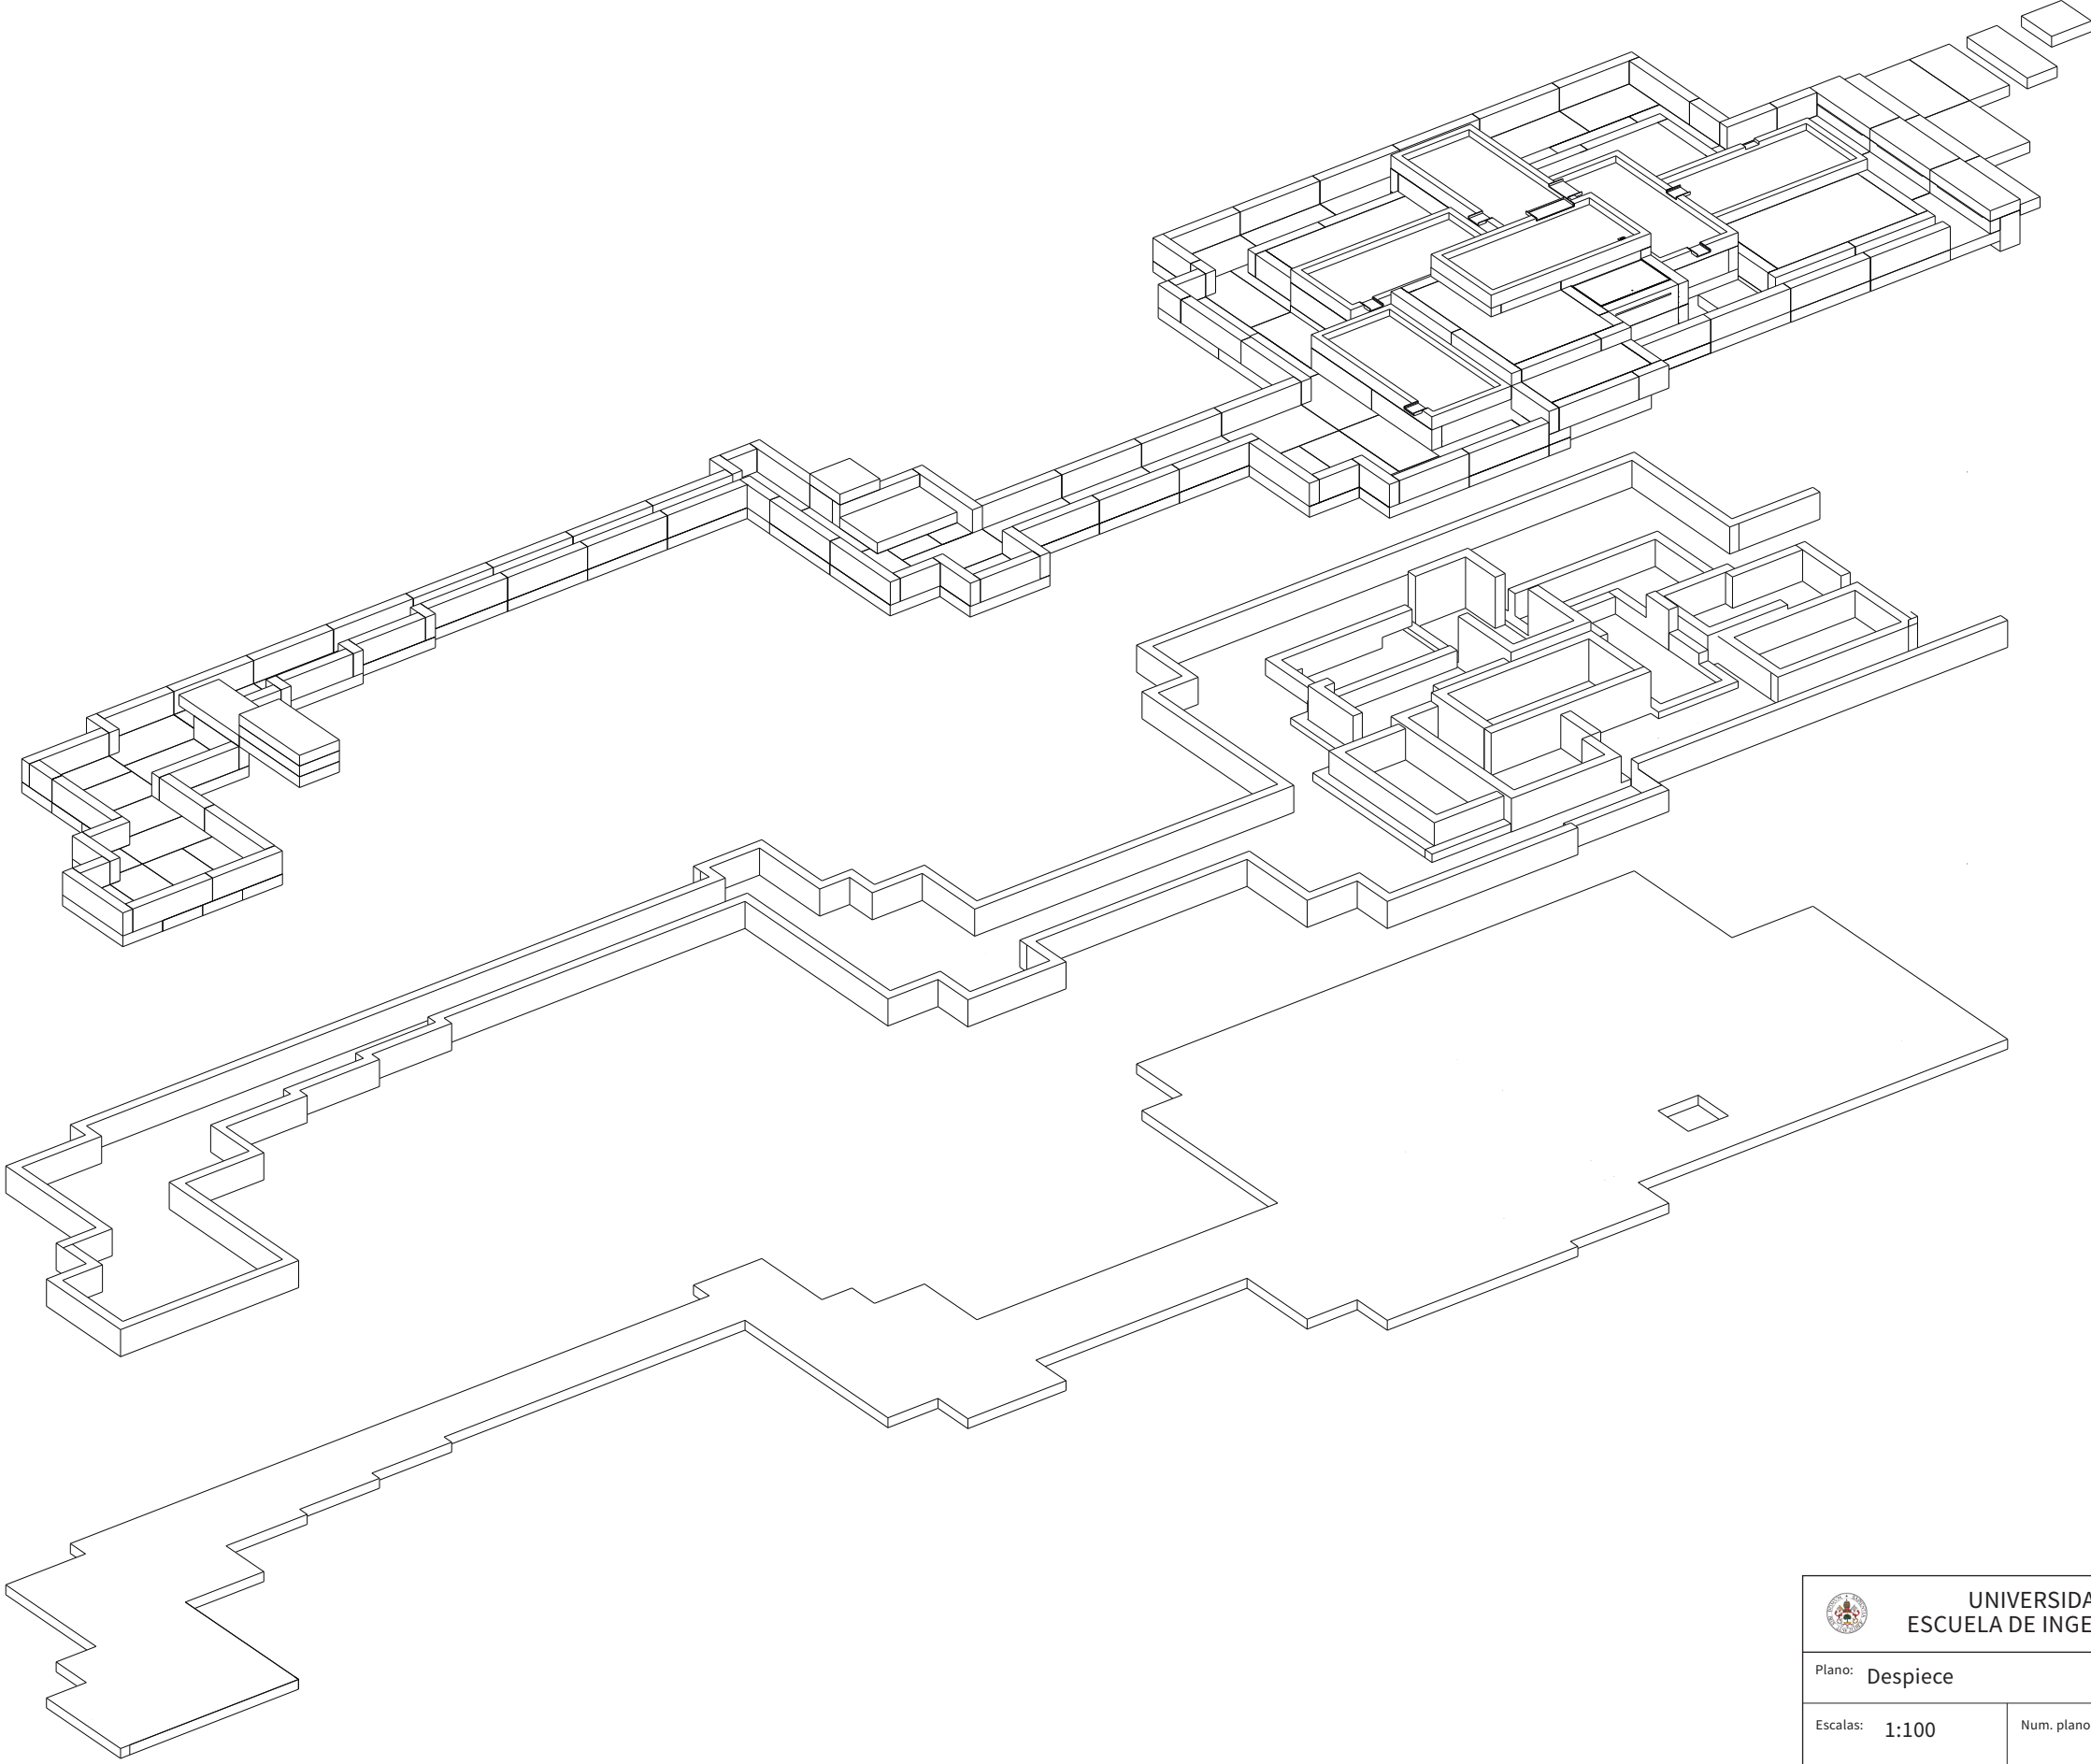 UNIVERSIDA
ESCUELA DE INGE
Plano: Despiece
Escalas: 1:100
Num. plano